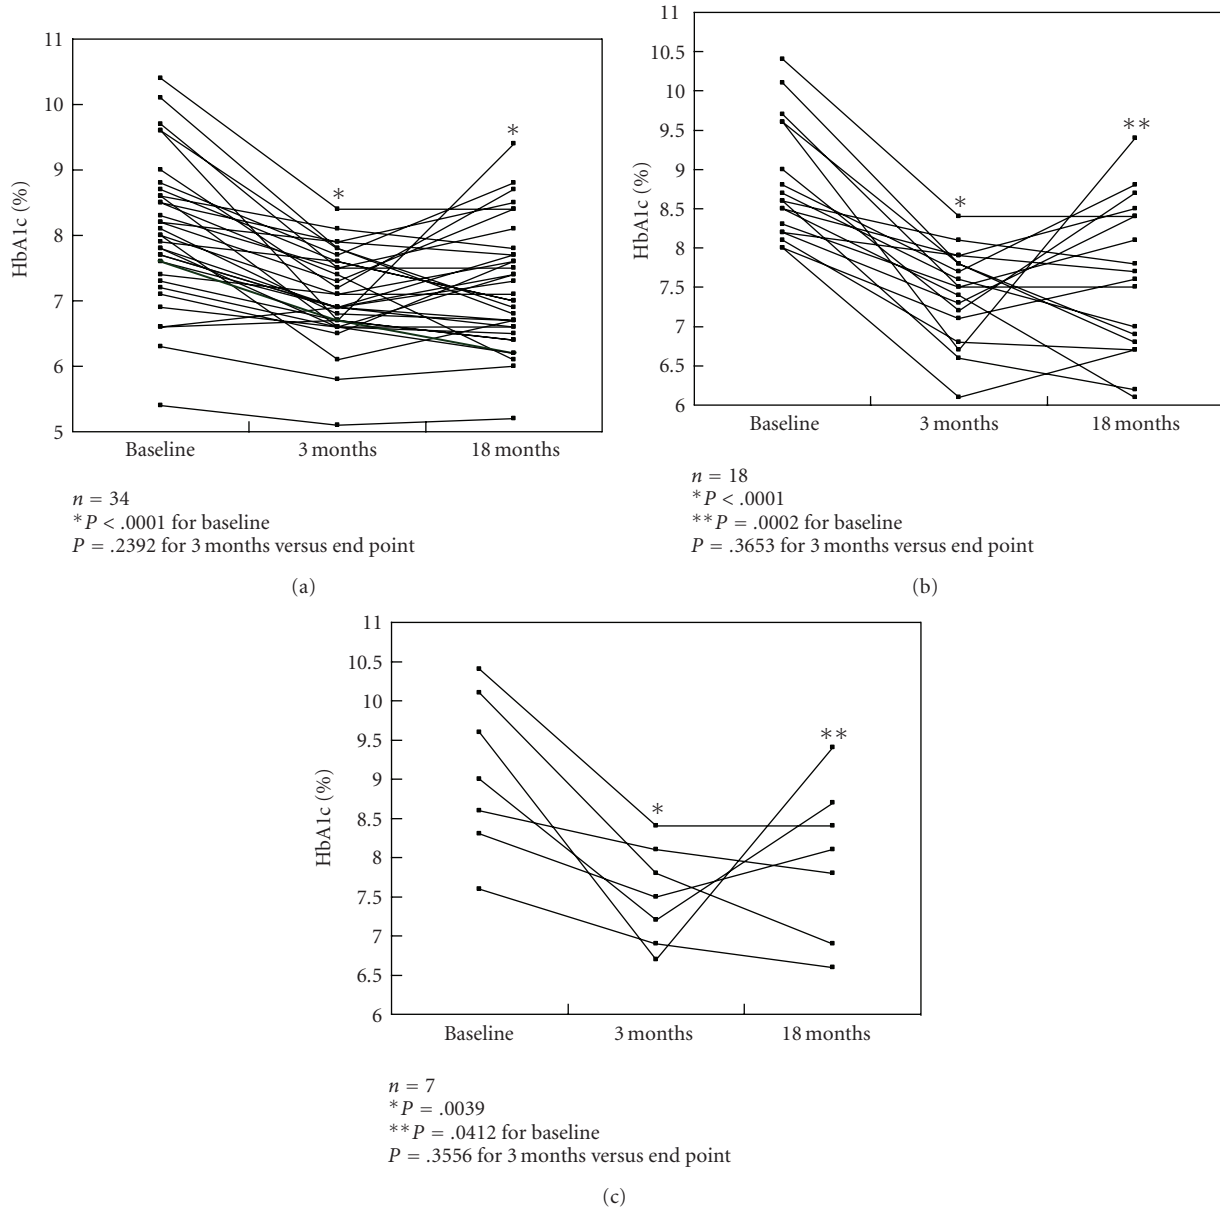 11
10
9
8
7
6
5
HbA1c (%)
*
*
Baseline
3 months
18 months
n = 34
*P < .0001 for baseline
P = .2392 for 3 months versus end point
(a)
11
10.5
10
9.5
9
8.5
8
7.5
7
6.5
6
HbA1c (%)
*
**
Baseline
3 months
18 months
n = 18
*P < .0001
**P = .0002 for baseline
P = .3653 for 3 months versus end point
(b)
11
10.5
10
9.5
9
8.5
8
7.5
7
6.5
6
HbA1c (%)
*
**
Baseline
3 months
18 months
n = 7
*P = .0039
**P = .0412 for baseline
P = .3556 for 3 months versus end point
(c)